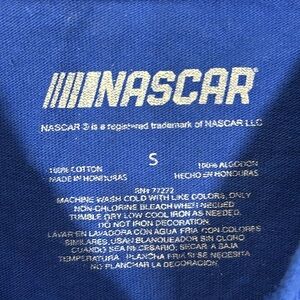 NASCAR
NASCAR ® is a registered trademark of NASCAR LLC
100% COTTON S 100% ALGODON
MADE IN HONDURAS HECHO EN HONDURAS
RN# 77272
MACHINE WASH COLD WITH LIKE COLORS, ONLY
NON-CHLORINE BLEACH WHEN NEEDED
TUMBLE DRY LOW COOL IRON AS NEEDED.
DO NOT IRON DECORATION
LAVAR EN LAVADORA CON AGUA FRIA CON COLORES
SIMILARES, USAN BLANQUEADOR SIN CLORO
CUANDO SEA NECESARIO; SECAR A BAJA
TEMPERATURA PLANCHA FRIA SI SE NECESITA
NO PLANCHAR LA DECORACION.